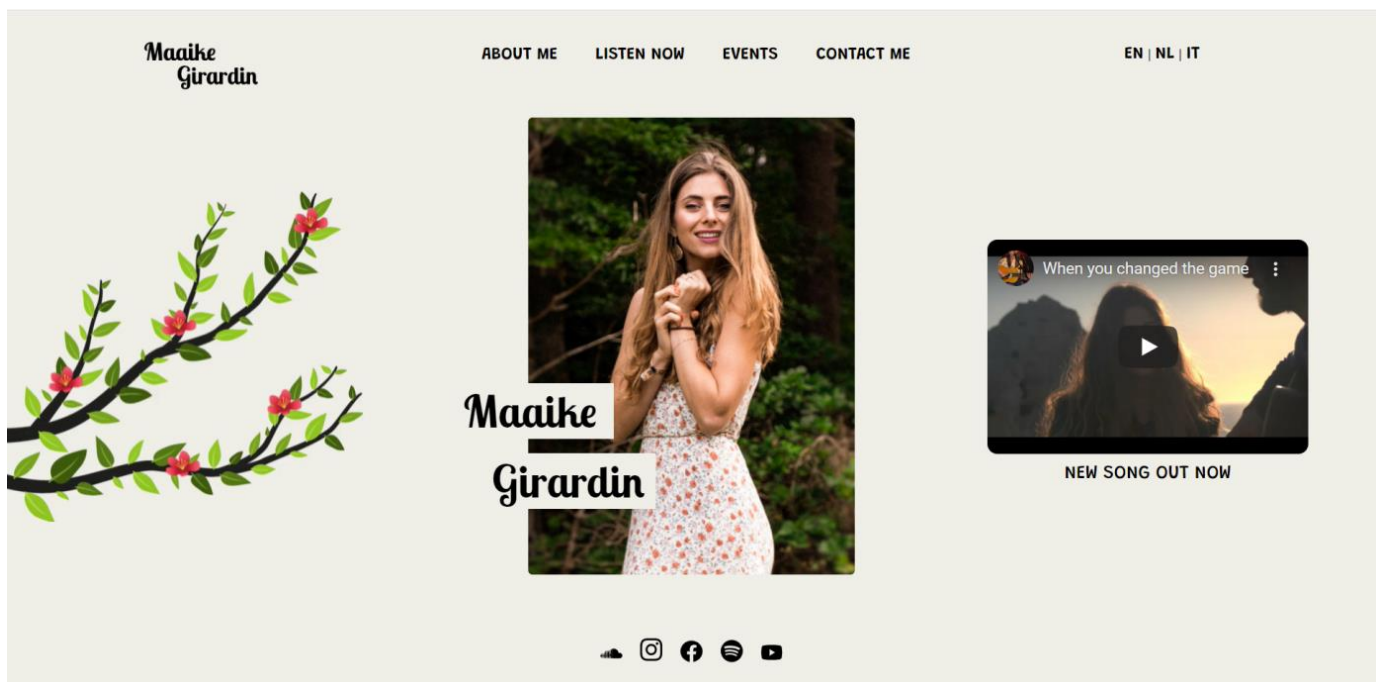 Maaike
Girardin
ABOUT ME LISTEN NOW EVENTS CONTACT ME
EN | NL | IT
When you changed the game
Maaike
Girardin
NEW SONG OUT NOW